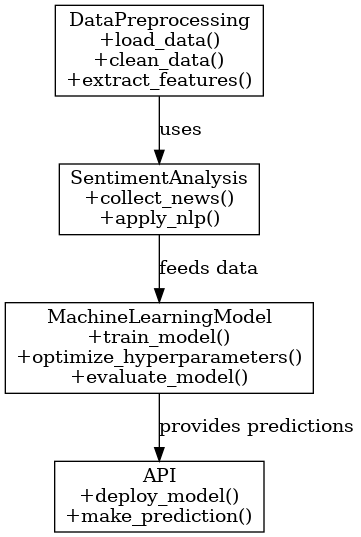 DataPreprocessing
+load_data()
+clean_data()
+extract_features()
uses
SentimentAnalysis
+collect_news()
+apply_nlp()
feeds data
MachineLearningModel
+train_model()
+optimize_hyperparameters()
+evaluate_model()
provides predictions
API
+deploy_model()
+make_prediction()